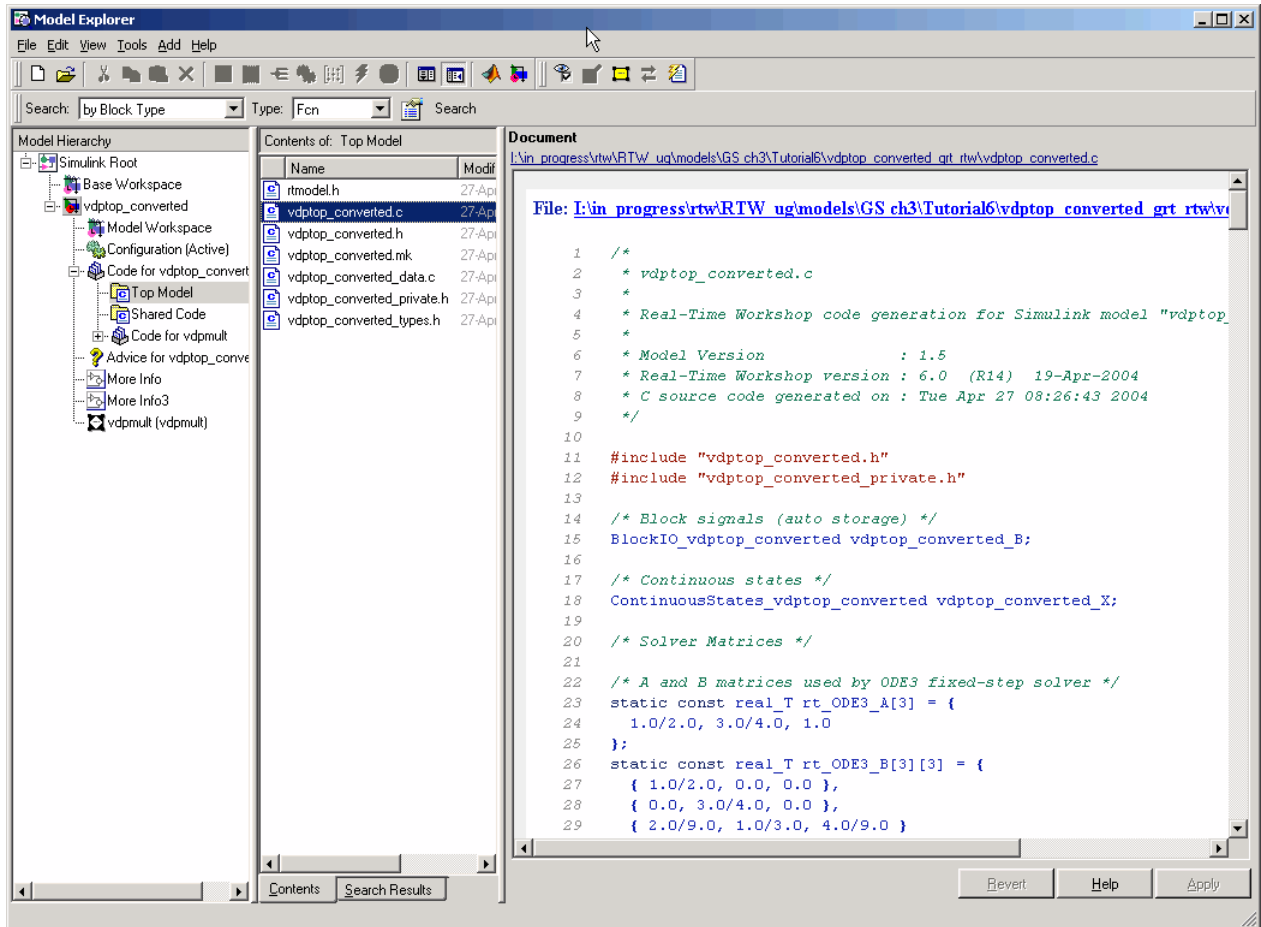 Model Explorer
File Edit View Tools Add Help
Search: by Block Type Type: Fcn Search
Model Hierarchy
Simulink Root
Base Workspace
vdptop_converted
Model Workspace
Configuration (Active)
Code for vdptop_convert
Top Model
Shared Code
Code for vdpmult
Advice for vdptop_conve
More Info
More Info3
vdpmult (vdpmult)
Contents of: Top Model
Name Modif
rtmodel.h 27-Apr
vdptop_converted.c 27-Apr
vdptop_converted.h 27-Apr
vdptop_converted.mk 27-Apr
vdptop_converted_data.c 27-Apr
vdptop_converted_private.h 27-Apr
vdptop_converted_types.h 27-Apr
Contents Search Results
Document
I:\in_progress\rtw\RTW_ug\models\GS ch3\Tutorial6\vdptop_converted_grt_rtw\vdptop_converted.c
File: I:\in_progress\rtw\RTW_ug\models\GS ch3\Tutorial6\vdptop_converted_grt_rtw\v
1 /*
2 * vdptop_converted.c
3 *
4 * Real-Time Workshop code generation for Simulink model "vdptop_
5 *
6 * Model Version : 1.5
7 * Real-Time Workshop version : 6.0 (R14) 19-Apr-2004
8 * C source code generated on : Tue Apr 27 08:26:43 2004
9 */
10
11 #include "vdptop_converted.h"
12 #include "vdptop_converted_private.h"
13
14 /* Block signals (auto storage) */
15 BlockIO_vdptop_converted vdptop_converted_B;
16
17 /* Continuous states */
18 ContinuousStates_vdptop_converted vdptop_converted_X;
19
20 /* Solver Matrices */
21
22 /* A and B matrices used by ODE3 fixed-step solver */
23 static const real_T rt_ODE3_A[3] = {
24 1.0/2.0, 3.0/4.0, 1.0
25 };
26 static const real_T rt_ODE3_B[3][3] = {
27 { 1.0/2.0, 0.0, 0.0 },
28 { 0.0, 3.0/4.0, 0.0 },
29 { 2.0/9.0, 1.0/3.0, 4.0/9.0 }
Revert Help Apply